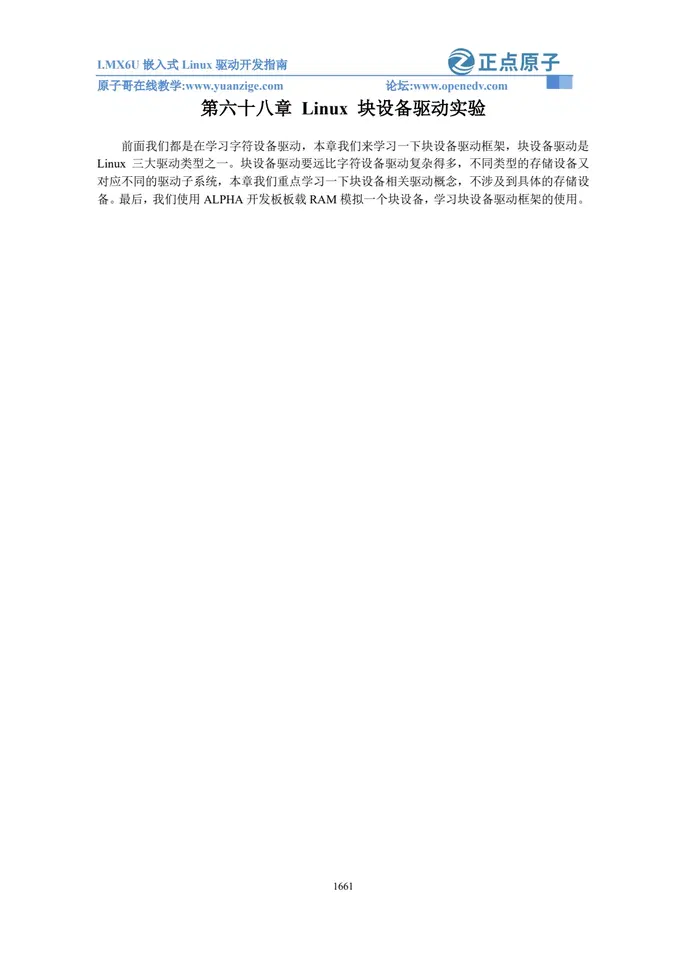 I.MX6U 嵌入式 Linux 驱动开发指南
正点原子
原子哥在线教学:www.yuanzige.com 论坛:www.openedv.com
第六十八章 Linux 块设备驱动实验
前面我们都是在学习字符设备驱动，本章我们来学习一下块设备驱动框架，块设备驱动是
Linux 三大驱动类型之一。块设备驱动要远比字符设备驱动复杂得多，不同类型的存储设备又
对应不同的驱动子系统，本章我们重点学习一下块设备相关驱动概念，不涉及到具体的存储设
备。最后，我们使用 ALPHA 开发板板载 RAM 模拟一个块设备，学习块设备驱动框架的使用。
1661